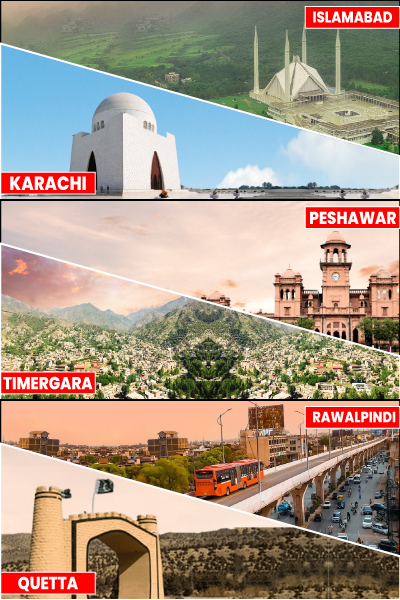 ISLAMABAD
KARACHI
PESHAWAR
TIMERGARA
RAWALPINDI
QUETTA